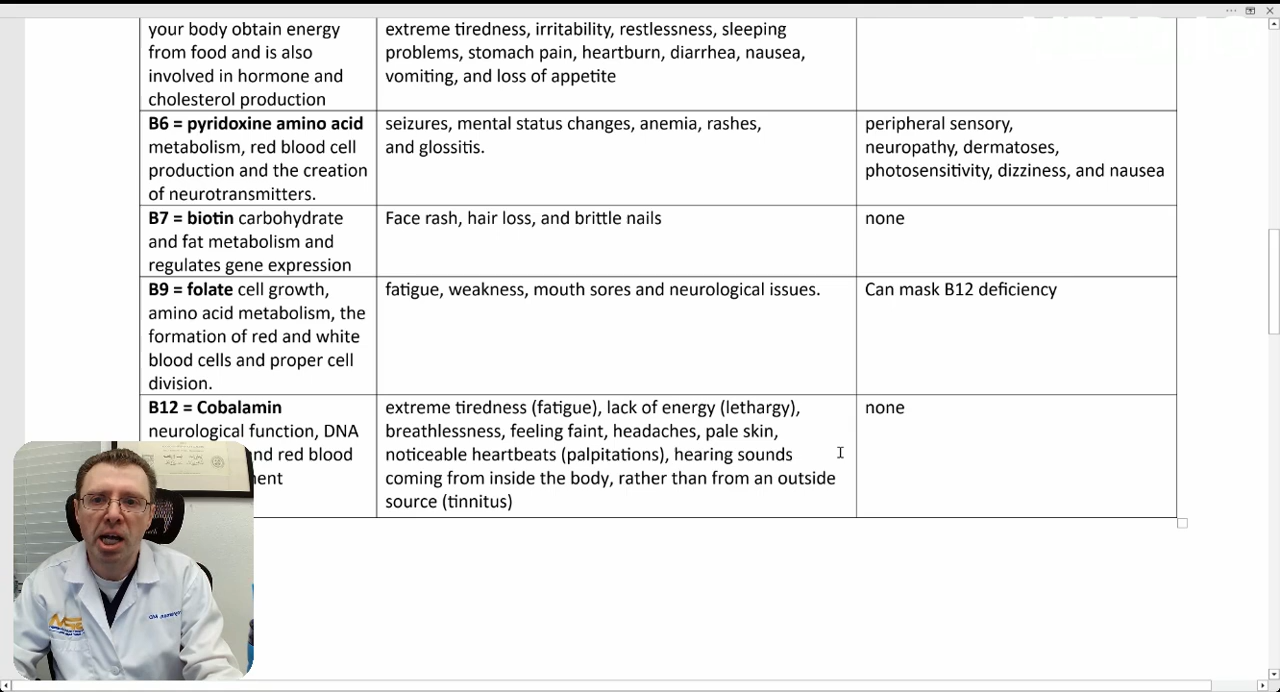 your body obtain energy
from food and is also
involved in hormone and
cholesterol production
extreme tiredness, irritability, restlessness, sleeping
problems, stomach pain, heartburn, diarrhea, nausea,
vomiting, and loss of appetite
B6 = pyridoxine amino acid
metabolism, red blood cell
production and the creation
of neurotransmitters.
seizures, mental status changes, anemia, rashes,
and glossitis.
peripheral sensory,
neuropathy, dermatoses,
photosensitivity, dizziness, and nausea
B7 = biotin carbohydrate
and fat metabolism and
regulates gene expression
Face rash, hair loss, and brittle nails
none
B9 = folate cell growth,
amino acid metabolism, the
formation of red and white
blood cells and proper cell
division.
fatigue, weakness, mouth sores and neurological issues.
Can mask B12 deficiency
B12 = Cobalamin
neurological function, DNA
and red blood
extreme tiredness (fatigue), lack of energy (lethargy),
breathlessness, feeling faint, headaches, pale skin,
noticeable heartbeats (palpitations), hearing sounds
coming from inside the body, rather than from an outside
source (tinnitus)
none